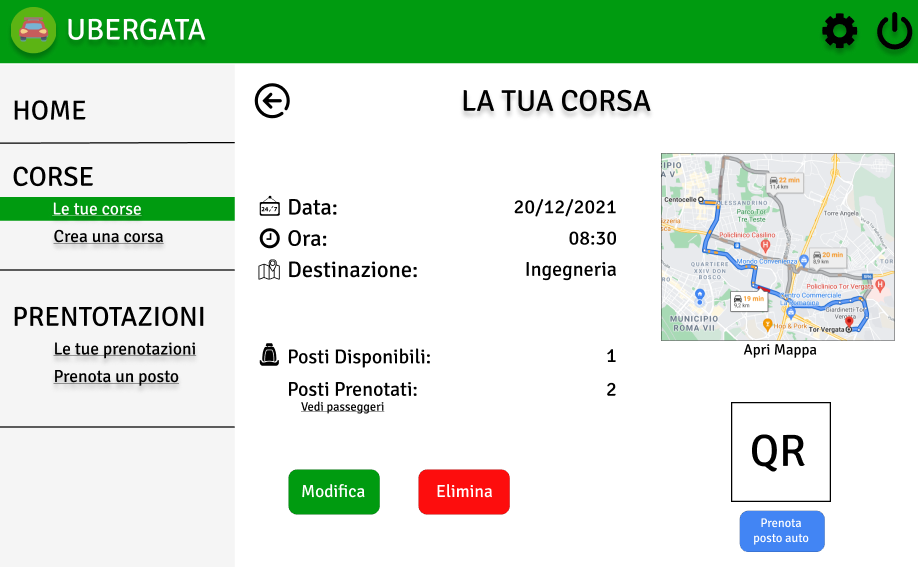 UBERGATA
HOME
CORSE
Le tue corse
Crea una corsa
PRENTOTAZIONI
Le tue prenotazioni
Prenota un posto
LA TUA CORSA
24/7
Data: 20/12/2021
Ora: 08:30
Destinazione: Ingegneria
Posti Disponibili: 1
Posti Prenotati: 2
Vedi passeggeri
Modifica
Elimina
22 min
11,4 km
Centocelle
ALESSANDRINO
Parco Tor
Tre Teste
Torre Angela
Policlinico Casilino
Mondo Convenienza
20 min
8,9 km
QUARTIERE
XXIV DON
BOSCO
Policlinico Tor Vergata
19 min
9,2 km
Centro Commerciale
Giardinetti-Tor
Vergata
MUNICIPIO
ROMA VII
Hop & Pork
Tor Vergata
Apri Mappa
QR
Prenota
posto auto